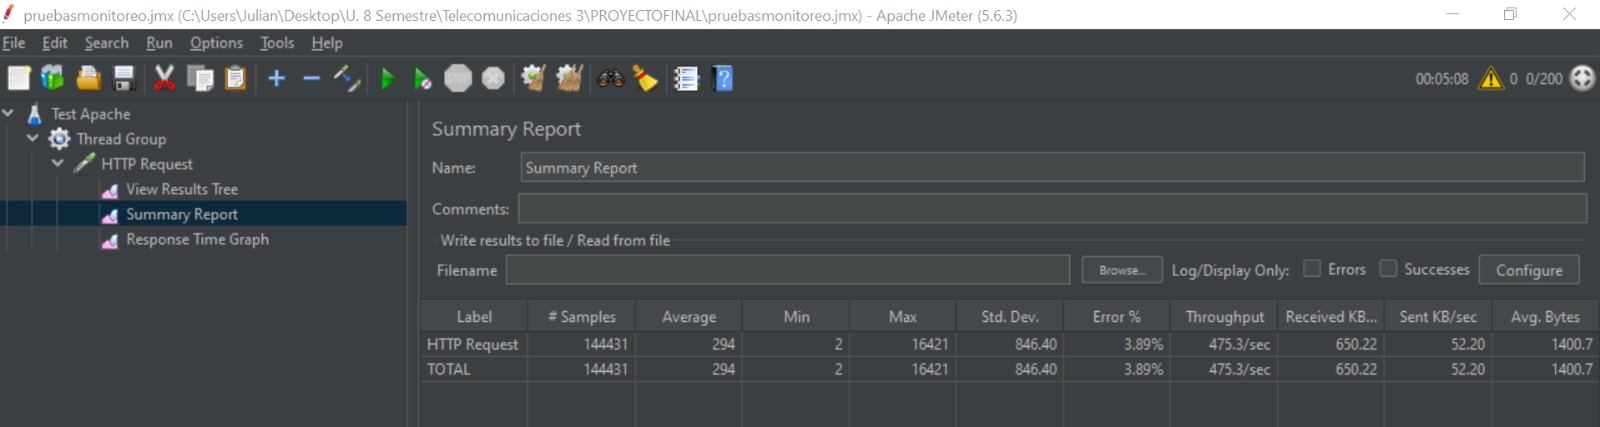 pruebasmonitoreo.jmx (C:\Users\Julian\Desktop\U. 8 Semestre\Telecomunicaciones 3\PROYECTOFINAL\pruebasmonitoreo.jmx) - Apache JMeter (5.6.3)
File Edit Search Run Options Tools Help
STOP 00:05:08 0 0/200
Test Apache
Thread Group
HTTP Request
View Results Tree
Summary Report
Response Time Graph
Summary Report
Name: Summary Report
Comments:
Write results to file / Read from file
Filename Browse... Log/Display Only: Errors Successes Configure
Label # Samples Average Min Max Std. Dev. Error % Throughput Received KB... Sent KB/sec Avg. Bytes
HTTP Request 144431 294 2 16421 846.40 3.89% 475.3/sec 650.22 52.20 1400.7
TOTAL 144431 294 2 16421 846.40 3.89% 475.3/sec 650.22 52.20 1400.7